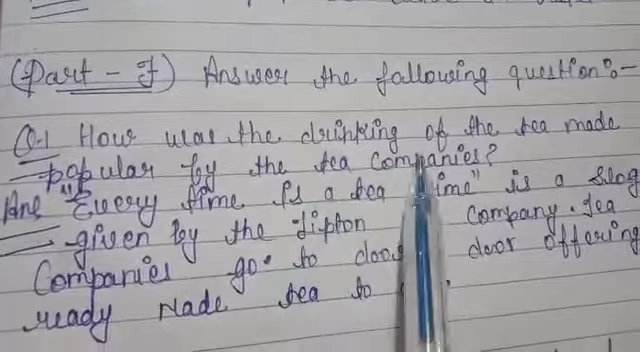 (Part - J) Answer the following question:-
Q.1 How was the drinking of the tea made
popular by the tea companies?
Ans "Every time is a tea time" is a slog
given by the Lipton company. Tea
Companies go to door door offering
ready Made tea to